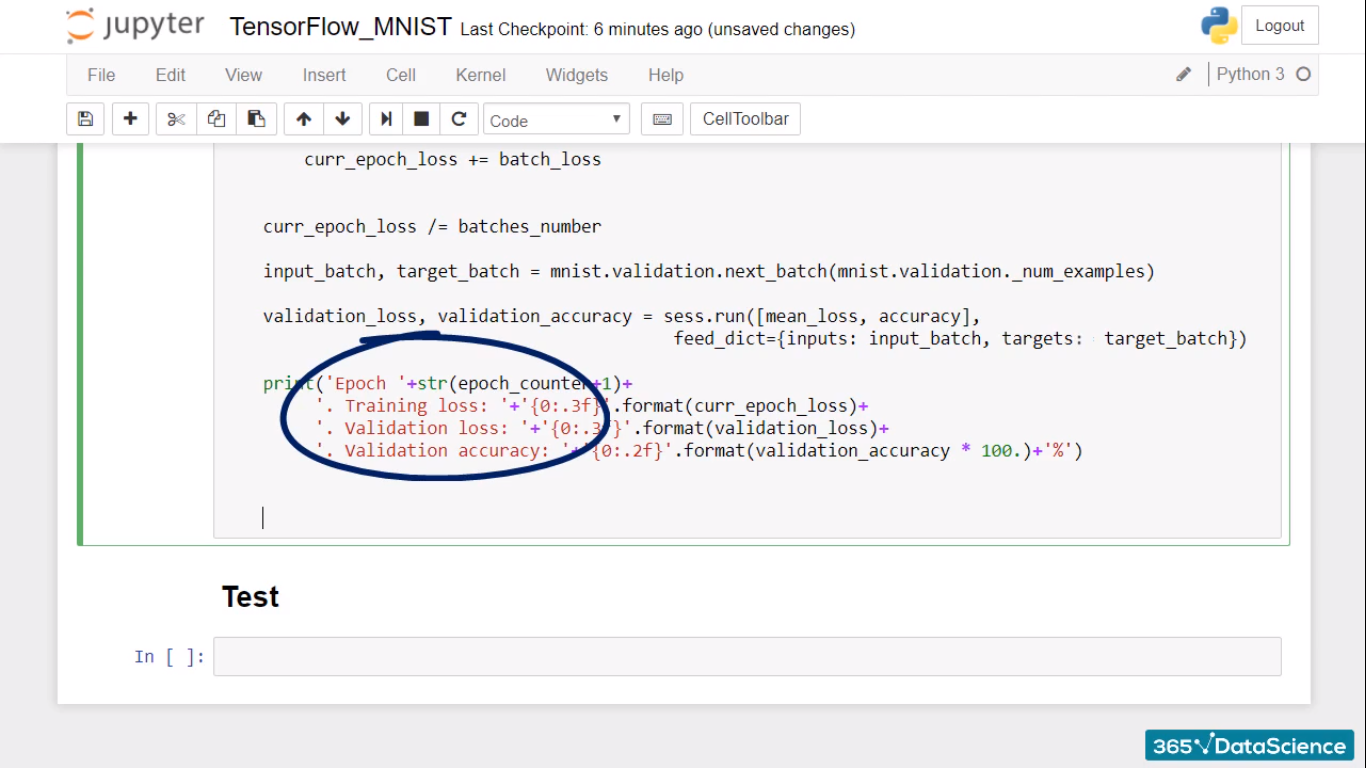 jupyter TensorFlow_MNIST Last Checkpoint: 6 minutes ago (unsaved changes) Logout
File Edit View Insert Cell Kernel Widgets Help Python 3
Code CellToolbar
curr_epoch_loss += batch_loss
curr_epoch_loss /= batches_number
input_batch, target_batch = mnist.validation.next_batch(mnist.validation._num_examples)
validation_loss, validation_accuracy = sess.run([mean_loss, accuracy],
feed_dict={inputs: input_batch, targets: target_batch})
print('Epoch '+str(epoch_counter+1)+
'. Training loss: '+'{0:.3f}'.format(curr_epoch_loss)+
'. Validation loss: '+'{0:.3f}'.format(validation_loss)+
'. Validation accuracy: '+'{0:.2f}'.format(validation_accuracy * 100.)+'%')
Test
In [ ]:
365 DataScience